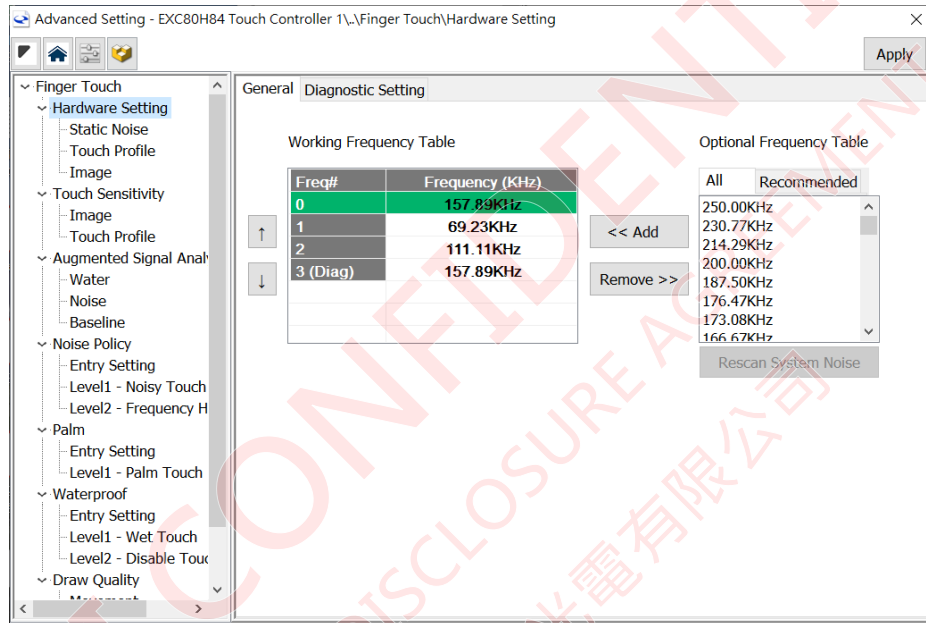 Advanced Setting - EXC80H84 Touch Controller 1\..\Finger Touch\Hardware Setting
Apply
Finger Touch
Hardware Setting
Static Noise
Touch Profile
Image
Touch Sensitivity
Image
Touch Profile
Augmented Signal Anal
Water
Noise
Baseline
Noise Policy
Entry Setting
Level1 - Noisy Touch
Level2 - Frequency H
Palm
Entry Setting
Level1 - Palm Touch
Waterproof
Entry Setting
Level1 - Wet Touch
Level2 - Disable Touc
Draw Quality
General Diagnostic Setting
Working Frequency Table
Freq# Frequency (KHz)
0 157.89KHz
1 69.23KHz
2 111.11KHz
3 (Diag) 157.89KHz
↑
↓
<< Add
Remove >>
Optional Frequency Table
All Recommended
250.00KHz
230.77KHz
214.29KHz
200.00KHz
187.50KHz
176.47KHz
173.08KHz
166.67KHz
Rescan System Noise
CONFIDENTI
DISCLOSURE AGREEMENT
光電有限公司